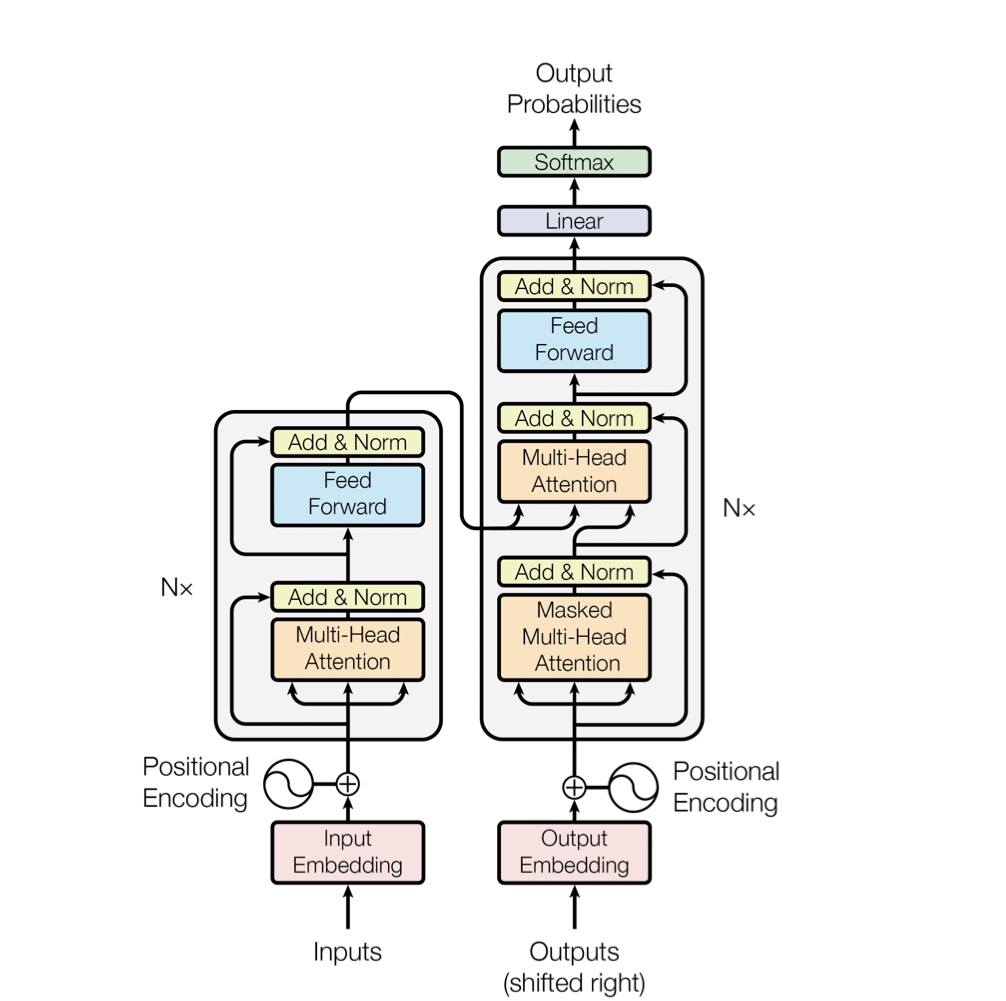 Output
Probabilities
Softmax
Linear
Add & Norm
Feed
Forward
Add & Norm
Multi-Head
Attention
N×
Add & Norm
Masked
Multi-Head
Attention
Add & Norm
Feed
Forward
N×
Add & Norm
Multi-Head
Attention
Positional
Encoding
Positional
Encoding
Input
Embedding
Output
Embedding
Inputs
Outputs
(shifted right)